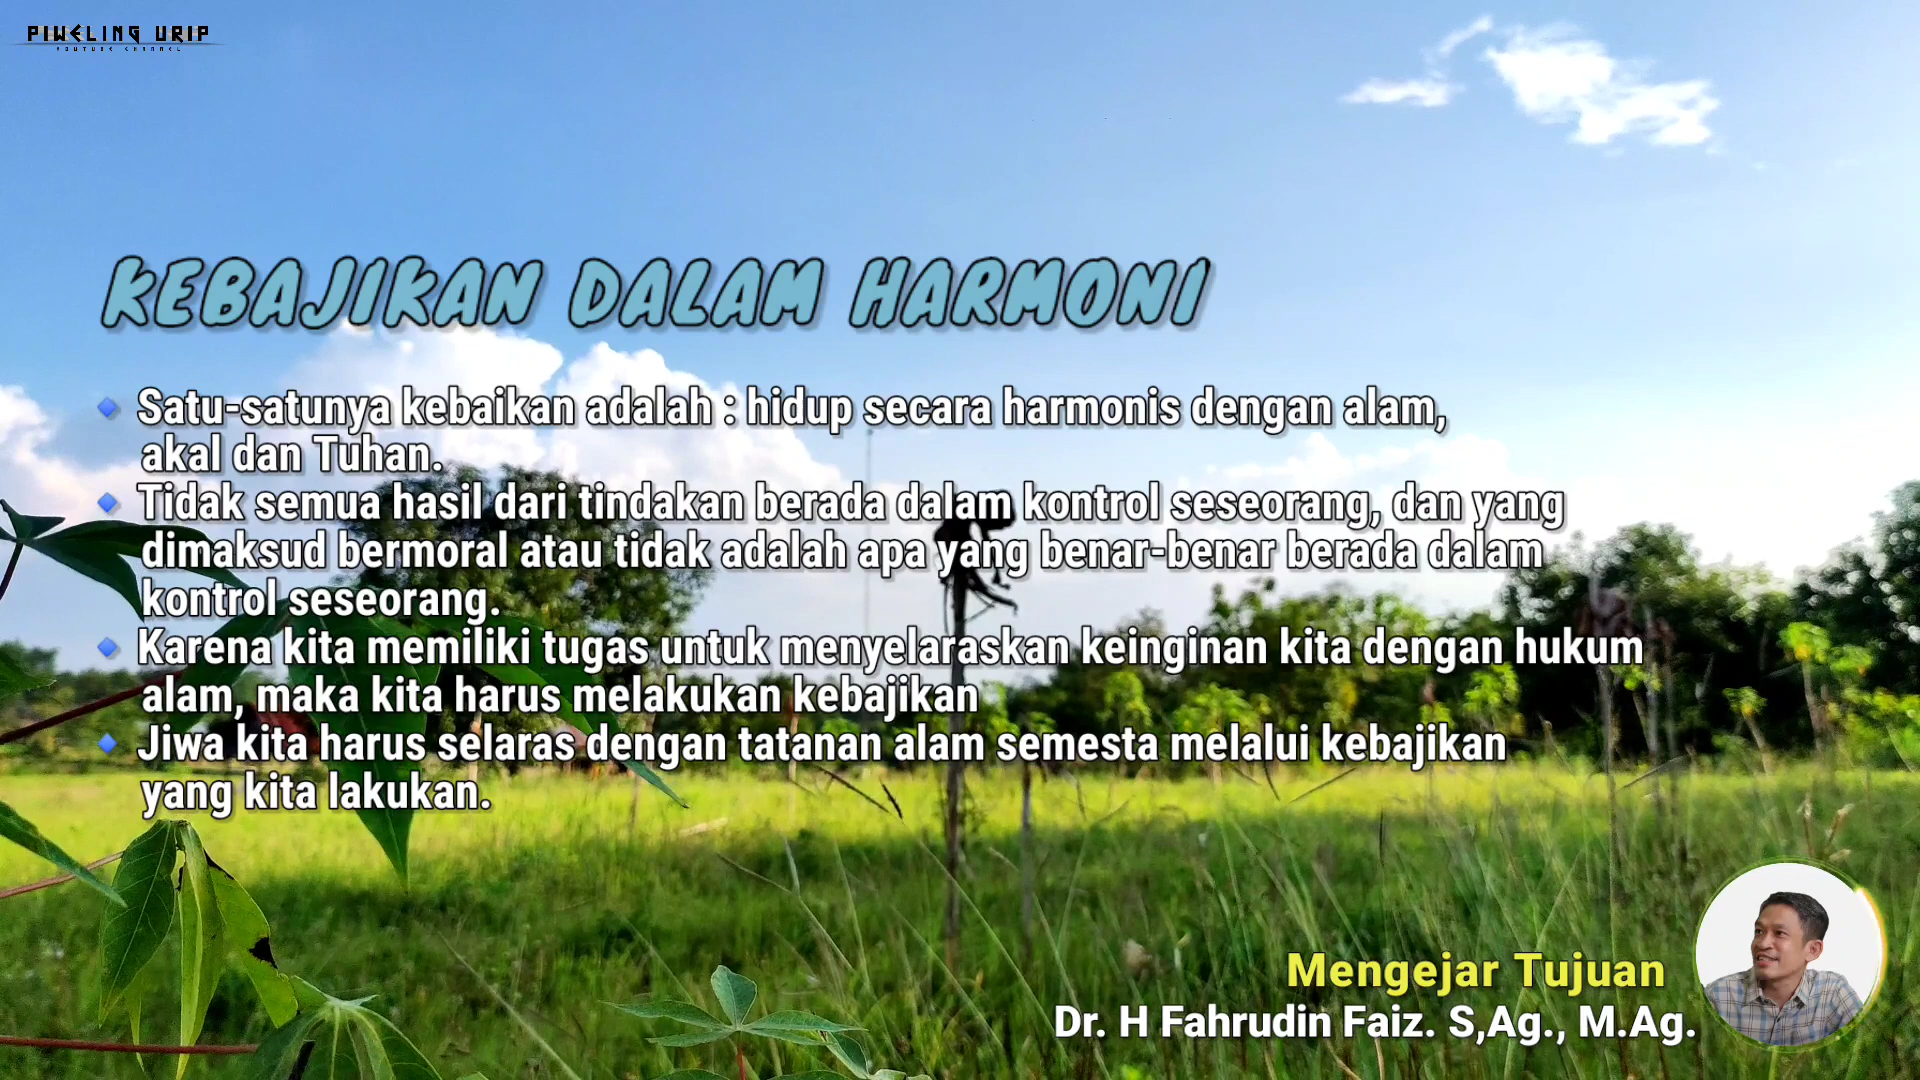 PIWELING URIP
YOUTUBE CHANNEL
KEBAJIKAN DALAM HARMONI
Satu-satunya kebaikan adalah : hidup secara harmonis dengan alam,
akal dan Tuhan.
Tidak semua hasil dari tindakan berada dalam kontrol seseorang, dan yang
dimaksud bermoral atau tidak adalah apa yang benar-benar berada dalam
kontrol seseorang.
Karena kita memiliki tugas untuk menyelaraskan keinginan kita dengan hukum
alam, maka kita harus melakukan kebajikan
Jiwa kita harus selaras dengan tatanan alam semesta melalui kebajikan
yang kita lakukan.
Mengejar Tujuan
Dr. H Fahrudin Faiz. S,Ag., M.Ag.